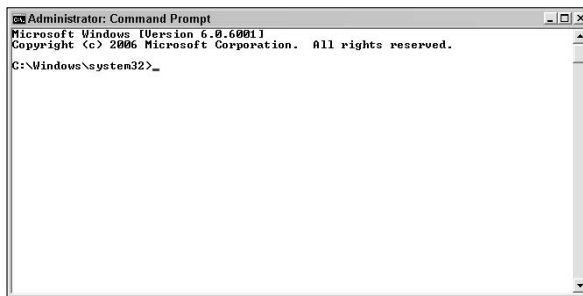 Administrator: Command Prompt
Microsoft Windows [Version 6.0.6001]
Copyright (c) 2006 Microsoft Corporation.  All rights reserved.
C:\Windows\system32>_